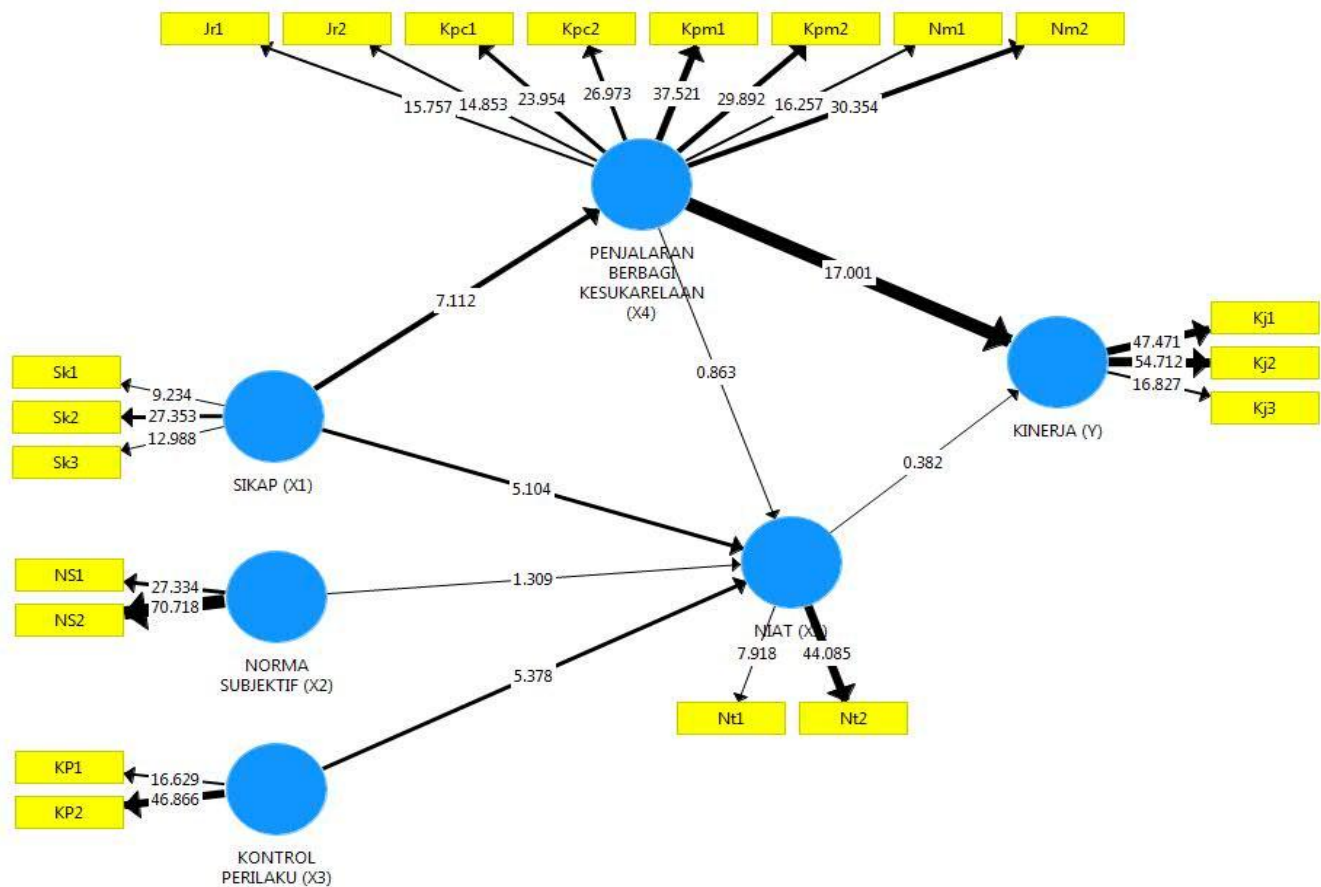 Jr1
Jr2
Kpc1
Kpc2
Kpm1
Kpm2
Nm1
Nm2
15.757
14.853
23.954
26.973
37.521
29.892
16.257
30.354
PENJALARAN
BERBAGI
KESUKARELAAN
(X4)
7.112
17.001
0.863
Sk1
Sk2
Sk3
9.234
27.353
12.988
SIKAP (X1)
5.104
Kj1
Kj2
Kj3
47.471
54.712
16.827
KINERJA (Y)
0.382
NS1
NS2
27.334
70.718
NORMA
SUBJEKTIF (X2)
1.309
NIAT
7.918
44.085
Nt1
Nt2
5.378
KP1
KP2
16.629
46.866
KONTROL
PERILAKU (X3)